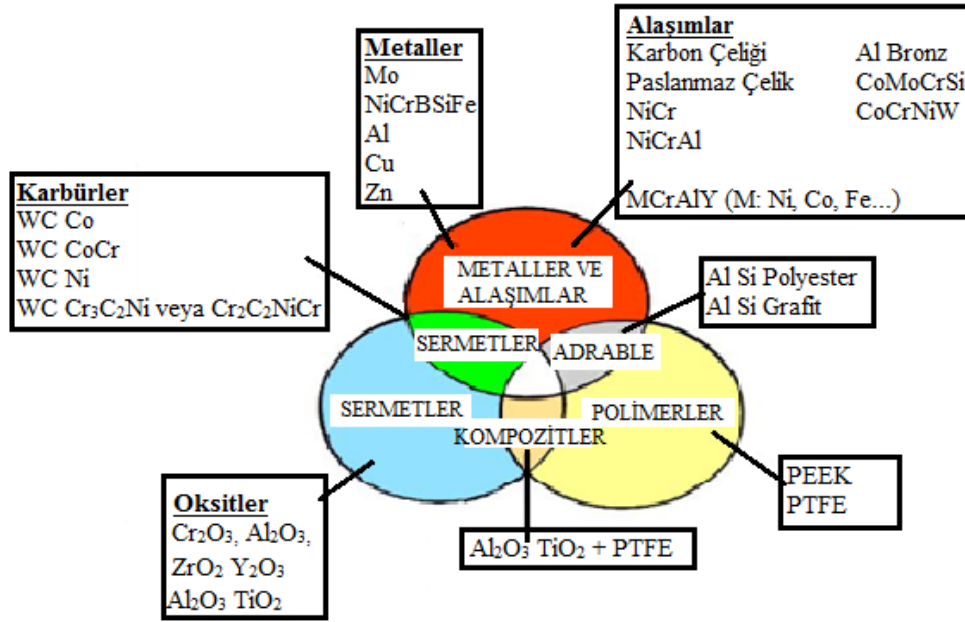 Metaller
Mo
NiCrBSiFe
Al
Cu
Zn
Alaşımlar
Karbon Çeliği Al Bronz
Paslanmaz Çelik CoMoCrSi
NiCr CoCrNiW
NiCrAl
MCrAlY (M: Ni, Co, Fe...)
Karbürler
WC Co
WC CoCr
WC Ni
WC Cr₃C₂Ni veya Cr₂C₂NiCr
METALLER VE
ALAŞIMLAR
Al Si Polyester
Al Si Grafit
SERMETLER
ADRABLE
SERMETLER
POLİMERLER
KOMPOZİTLER
PEEK
PTFE
Oksitler
Cr₂O₃, Al₂O₃,
ZrO₂ Y₂O₃
Al₂O₃ TiO₂
Al₂O₃ TiO₂ + PTFE